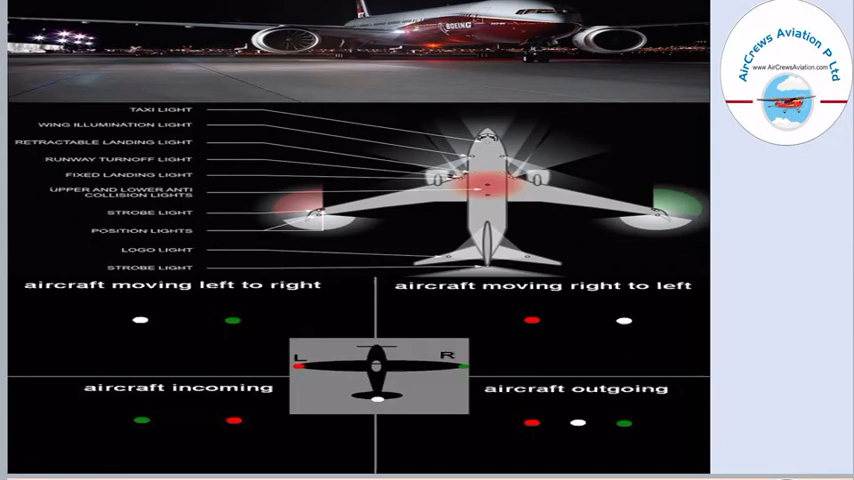 BOEING
AirCrews Aviation P Ltd
www.AirCrewsAviation.com
TAXI LIGHT
WING ILLUMINATION LIGHT
RETRACTABLE LANDING LIGHT
RUNWAY TURNOFF LIGHT
FIXED LANDING LIGHT
UPPER AND LOWER ANTI
COLLISION LIGHTS
STROBE LIGHT
POSITION LIGHTS
LOGO LIGHT
STROBE LIGHT
aircraft moving left to right
aircraft moving right to left
L
R
aircraft incoming
aircraft outgoing